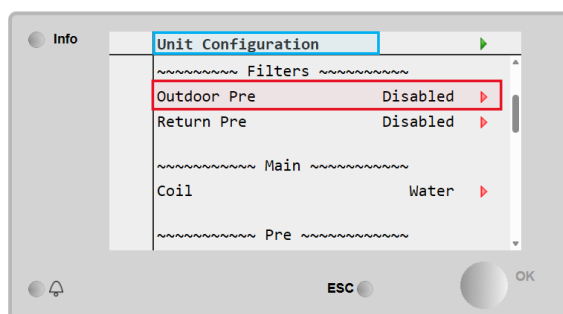 Info
Unit Configuration
~~~~~~~~~ Filters ~~~~~~~~~~
Outdoor Pre Disabled
Return Pre Disabled
~~~~~~~~~~~ Main ~~~~~~~~~~~
Coil Water
~~~~~~~~~~~ Pre ~~~~~~~~~~~~
ESC
OK